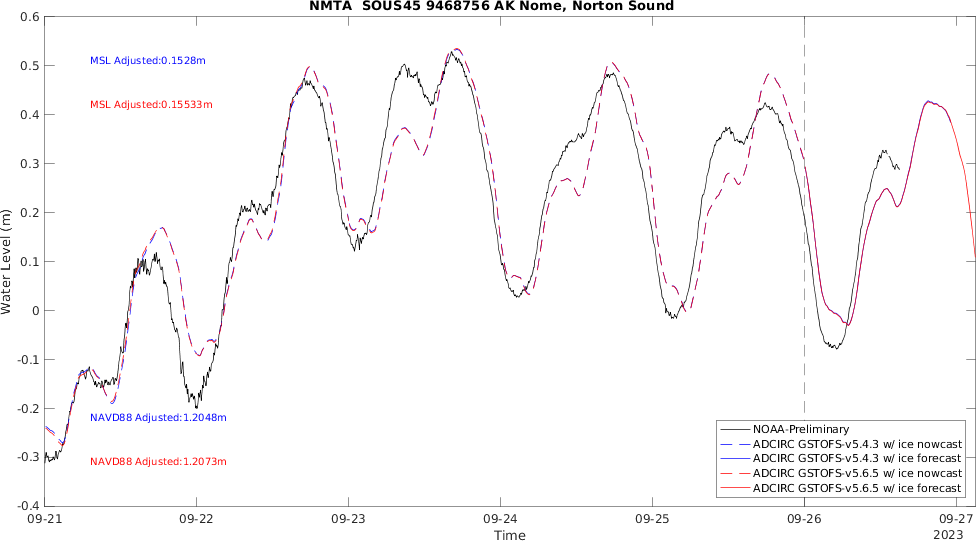 NMTA SOUS45 9468756 AK Nome, Norton Sound
0.6
0.5
0.4
0.3
0.2
0.1
0
-0.1
-0.2
-0.3
-0.4
Water Level (m)
MSL Adjusted:0.1528m
MSL Adjusted:0.15533m
NAVD88 Adjusted:1.2048m
NAVD88 Adjusted:1.2073m
NOAA-Preliminary
ADCIRC GSTOFS-v5.4.3 w/ ice nowcast
ADCIRC GSTOFS-v5.4.3 w/ ice forecast
ADCIRC GSTOFS-v5.6.5 w/ ice nowcast
ADCIRC GSTOFS-v5.6.5 w/ ice forecast
09-21 09-22 09-23 09-24 09-25 09-26 09-27
2023
Time